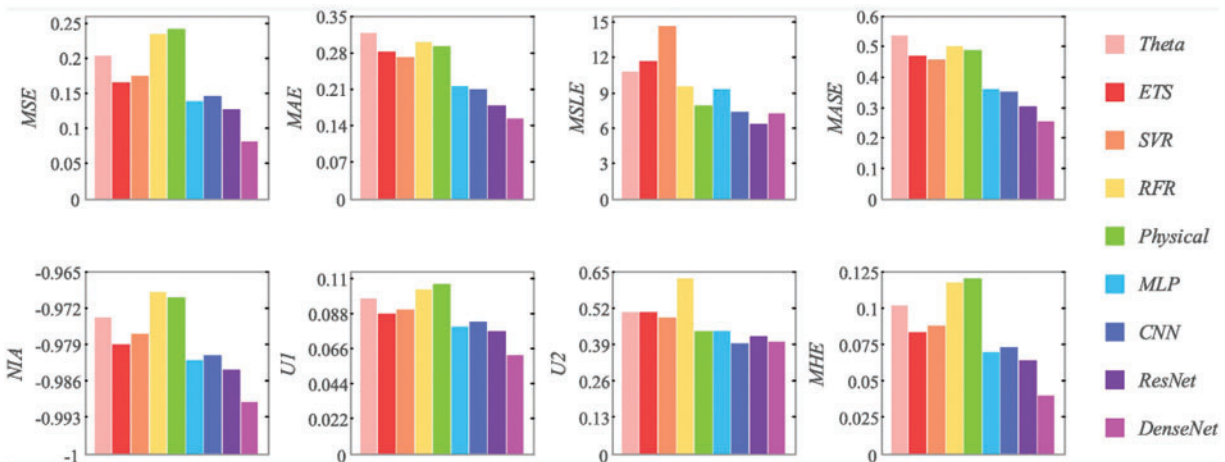 MSE
0.25
0.2
0.15
0.1
0.05
0
MAE
0.35
0.28
0.21
0.14
0.07
0
MSLE
15
12
9
6
3
0
MASE
0.6
0.5
0.4
0.3
0.2
0.1
0
Theta
ETS
SVR
RFR
Physical
MLP
CNN
ResNet
DenseNet
NIA
-0.965
-0.972
-0.979
-0.986
-0.993
-1
U1
0.11
0.088
0.066
0.044
0.022
0
U2
0.65
0.52
0.39
0.26
0.13
0
MHE
0.125
0.1
0.075
0.05
0.025
0